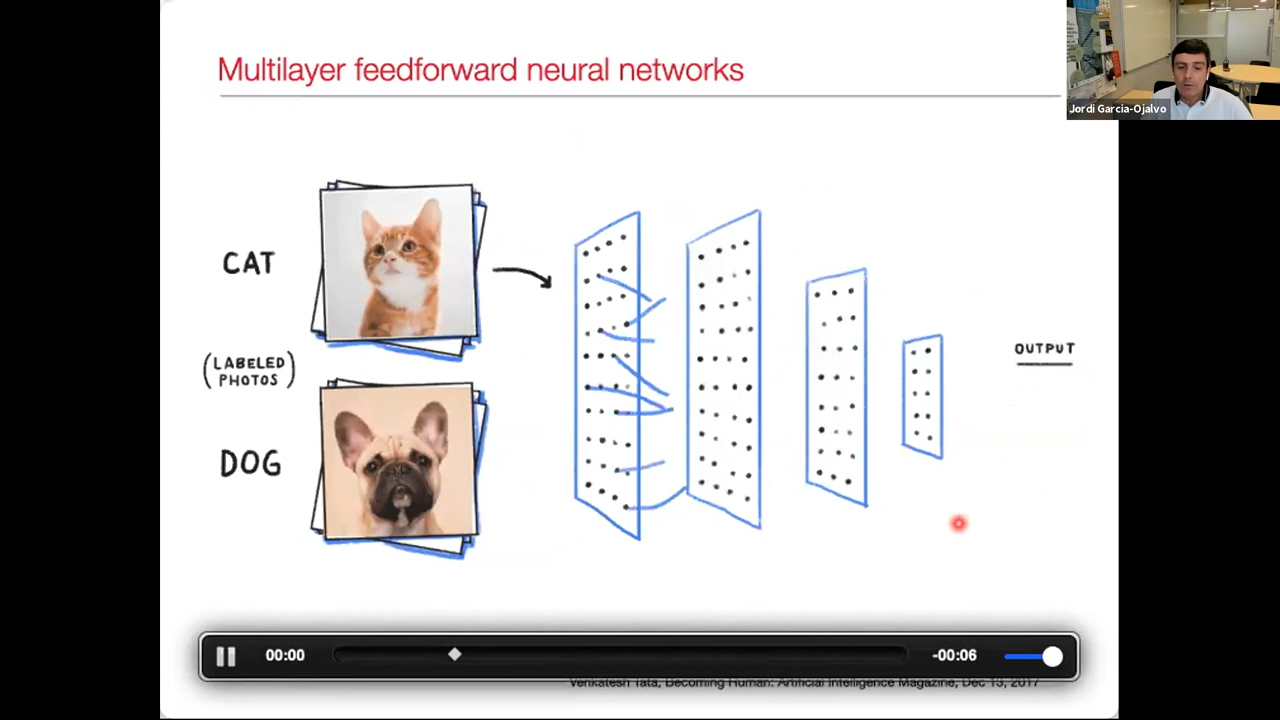 Multilayer feedforward neural networks
Jordi Garcia-Ojalvo
CAT
(LABELED
PHOTOS)
DOG
OUTPUT
00:00
-00:06
Venkatesh Tata, Becoming Human: Artificial Intelligence Magazine, Dec 13, 2017